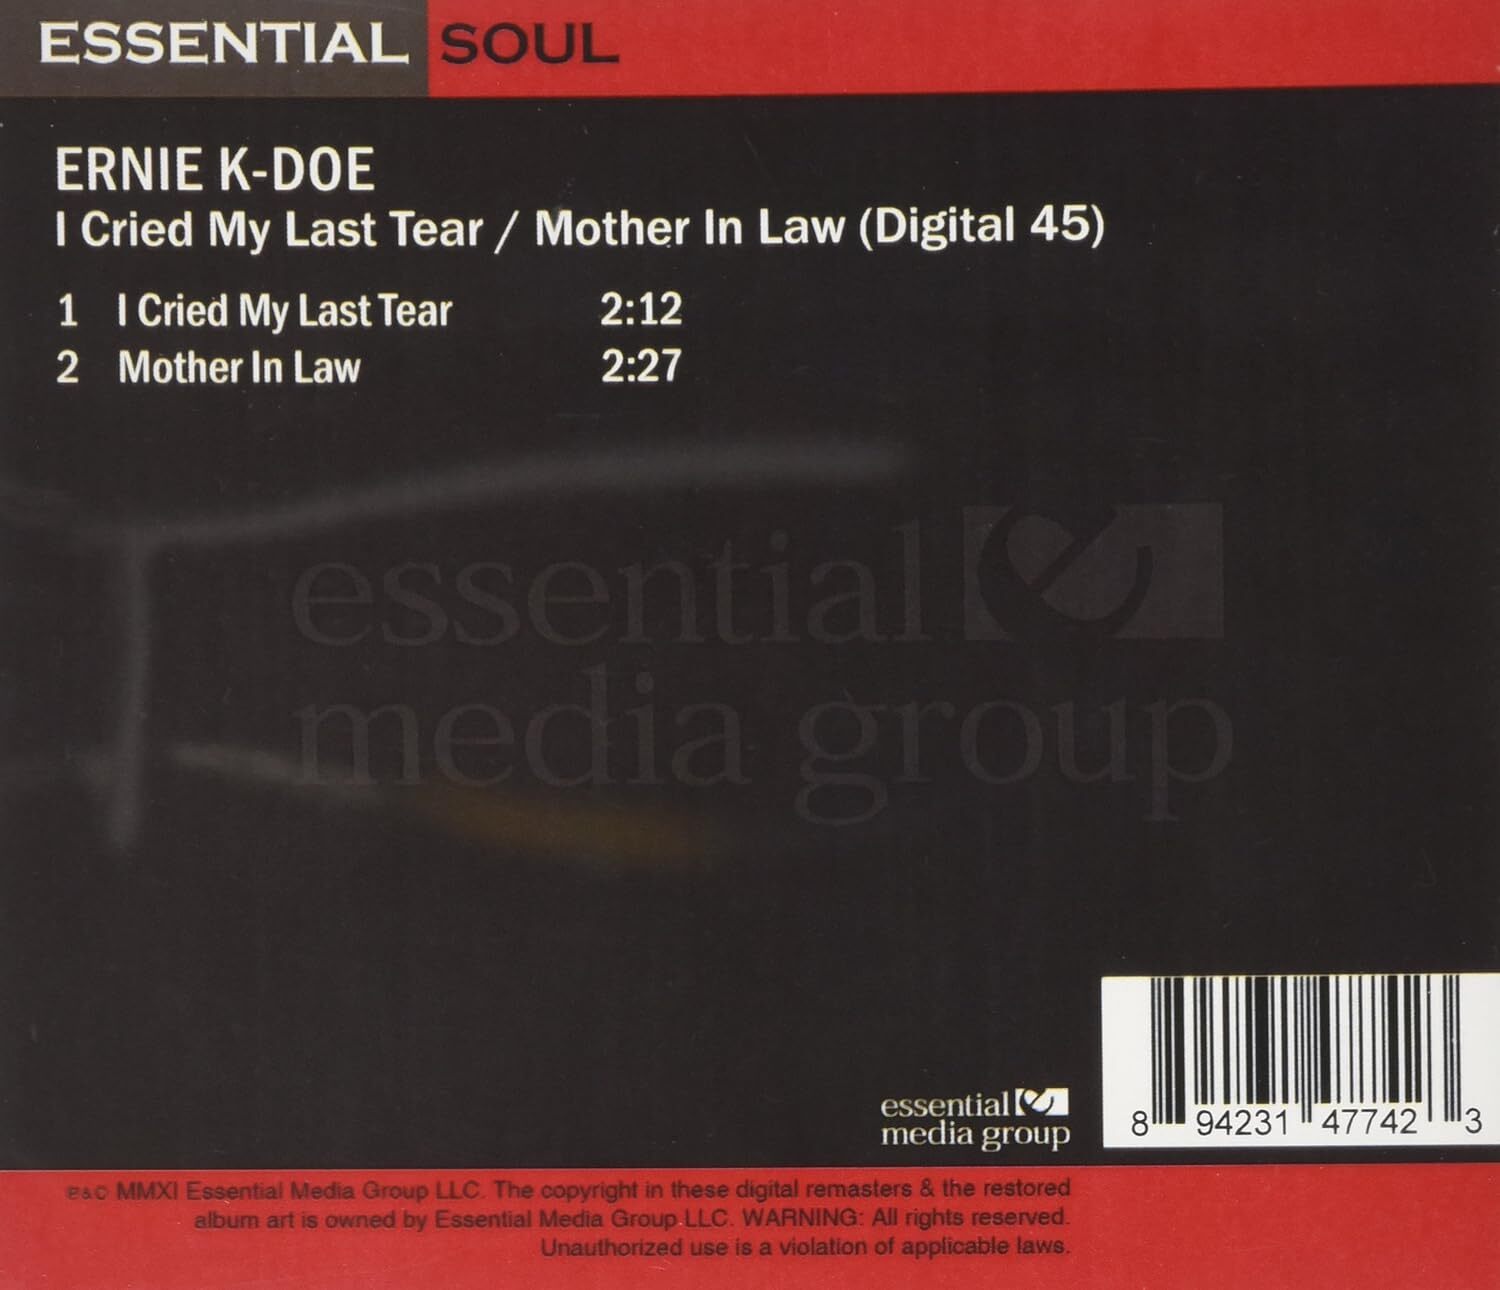 ESSENTIAL SOUL
ERNIE K-DOE
I Cried My Last Tear / Mother In Law (Digital 45)
1 I Cried My Last Tear 2:12
2 Mother In Law 2:27
essential e
media group
essential e
media group
8 94231 47742 3
℗&© MMXI Essential Media Group LLC. The copyright in these digital remasters & the restored
album art is owned by Essential Media Group LLC. WARNING: All rights reserved.
Unauthorized use is a violation of applicable laws.